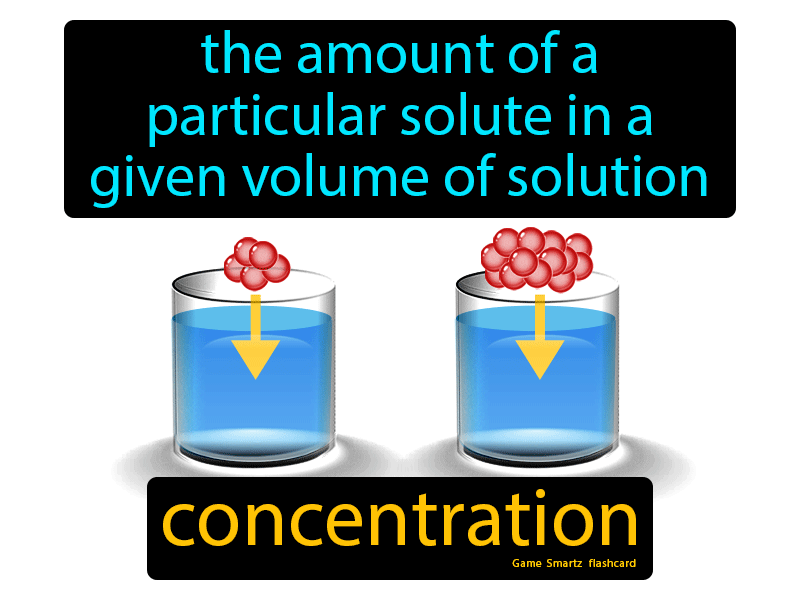 the amount of a
particular solute in a
given volume of solution
concentration
Game Smartz flashcard